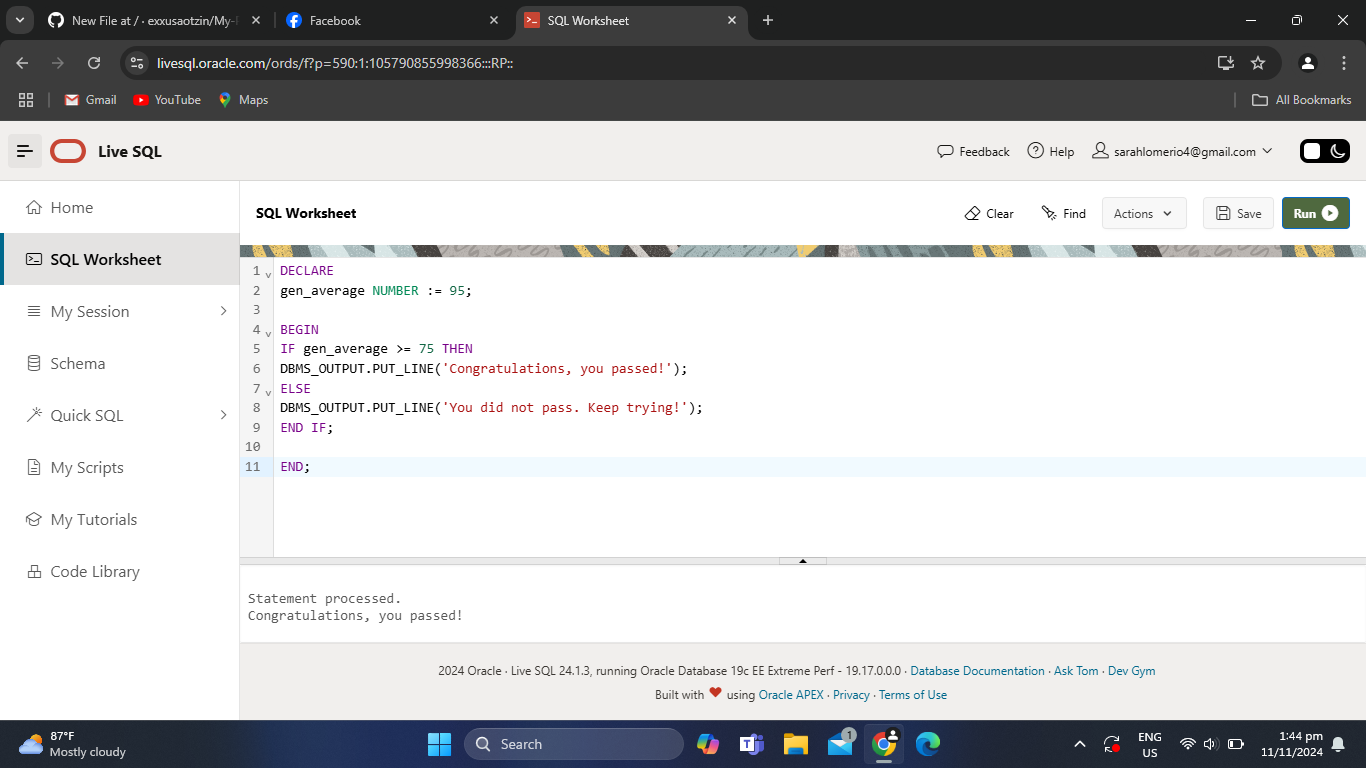 New File at / · exxusaotzin/My-
Facebook
SQL Worksheet
livesql.oracle.com/ords/f?p=590:1:105790855998366:::RP::
Gmail
YouTube
Maps
All Bookmarks
Live SQL
Feedback
Help
sarahlomerio4@gmail.com
Home
SQL Worksheet
My Session
Schema
Quick SQL
My Scripts
My Tutorials
Code Library
SQL Worksheet
Clear
Find
Actions
Save
Run
1 DECLARE
2 gen_average NUMBER := 95;
3
4 BEGIN
5 IF gen_average >= 75 THEN
6 DBMS_OUTPUT.PUT_LINE('Congratulations, you passed!');
7 ELSE
8 DBMS_OUTPUT.PUT_LINE('You did not pass. Keep trying!');
9 END IF;
10
11 END;
Statement processed.
Congratulations, you passed!
2024 Oracle · Live SQL 24.1.3, running Oracle Database 19c EE Extreme Perf - 19.17.0.0.0 · Database Documentation · Ask Tom · Dev Gym
Built with ❤ using Oracle APEX · Privacy · Terms of Use
87°F
Mostly cloudy
Search
1
ENG
US
1:44 pm
11/11/2024